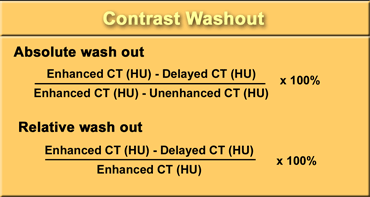 Contrast Washout
Absolute wash out
Enhanced CT (HU) - Delayed CT (HU)
x 100%
Enhanced CT (HU) - Unenhanced CT (HU)
Relative wash out
Enhanced CT (HU) - Delayed CT (HU)
x 100%
Enhanced CT (HU)